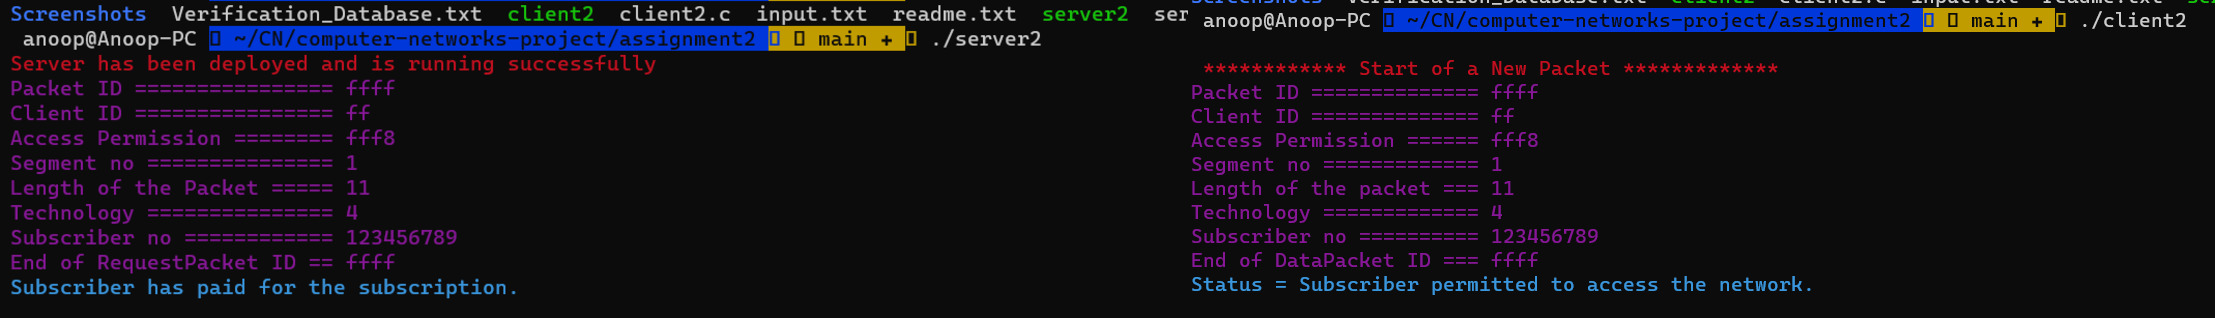 Screenshots  Verification_Database.txt  client2  client2.c  input.txt  readme.txt  server2  ser
anoop@Anoop-PC ~/CN/computer-networks-project/assignment2 main + ./server2
Server has been deployed and is running successfully
Packet ID ================ ffff
Client ID ================ ff
Access Permission ======== fff8
Segment no =============== 1
Length of the Packet ===== 11
Technology =============== 4
Subscriber no ============ 123456789
End of RequestPacket ID == ffff
Subscriber has paid for the subscription.
anoop@Anoop-PC ~/CN/computer-networks-project/assignment2 main + ./client2
************ Start of a New Packet *************
Packet ID ============== ffff
Client ID ============== ff
Access Permission ====== fff8
Segment no ============= 1
Length of the packet === 11
Technology ============= 4
Subscriber no ========== 123456789
End of DataPacket ID === ffff
Status = Subscriber permitted to access the network.